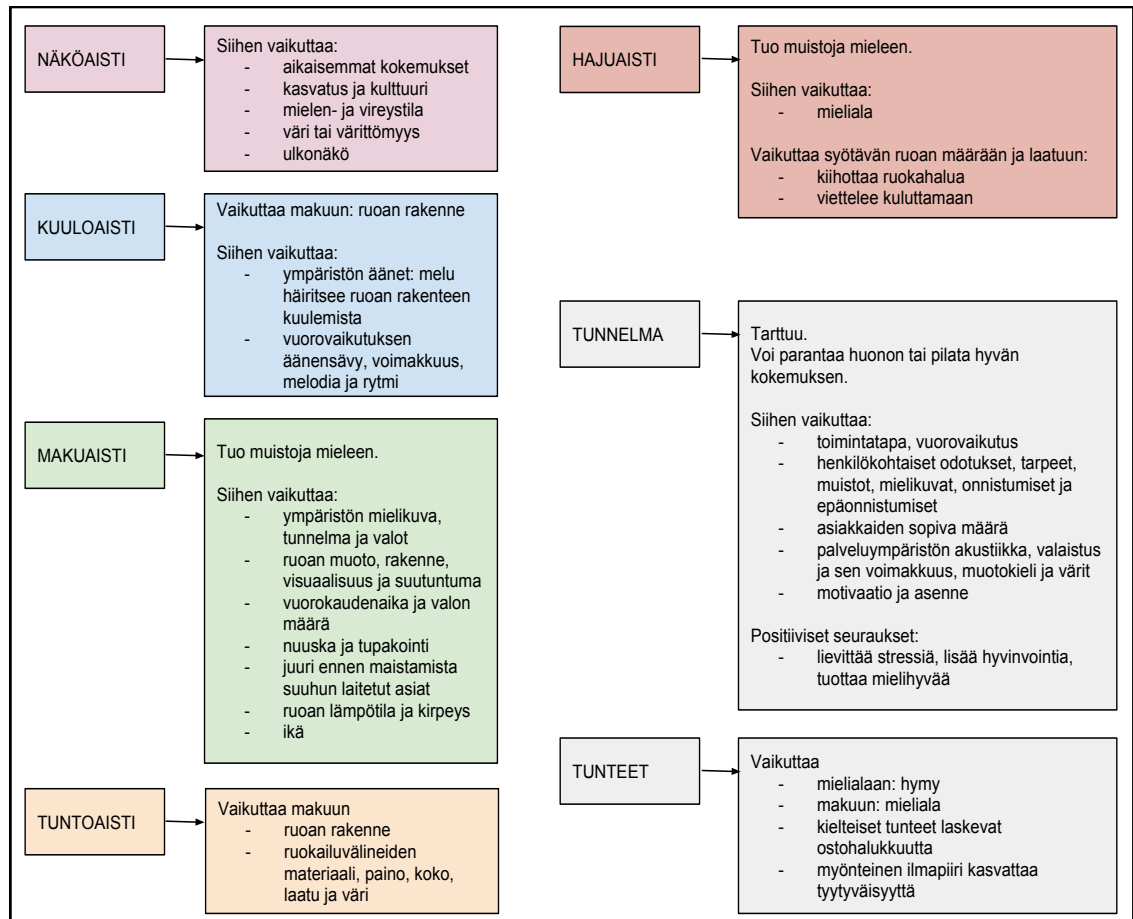 NÄKÖAISTI
Siihen vaikuttaa:
- aikaisemmat kokemukset
- kasvatus ja kulttuuri
- mielen- ja vireystila
- väri tai värittömyys
- ulkonäkö
KUULOAISTI
Vaikuttaa makuun: ruoan rakenne
Siihen vaikuttaa:
- ympäristön äänet: melu
häiritsee ruoan rakenteen
kuulemista
- vuorovaikutuksen
äänensävy, voimakkuus,
melodia ja rytmi
MAKUAISTI
Tuo muistoja mieleen.
Siihen vaikuttaa:
- ympäristön mielikuva,
tunnelma ja valot
- ruoan muoto, rakenne,
visuaalisuus ja suutuntuma
- vuorokaudenaika ja valon
määrä
- nuuska ja tupakointi
- juuri ennen maistamista
suuhun laitetut asiat
- ruoan lämpötila ja kirpeys
- ikä
TUNTOAISTI
Vaikuttaa makuun
- ruoan rakenne
- ruokailuvälineiden
materiaali, paino, koko,
laatu ja väri
HAJUAISTI
Tuo muistoja mieleen.
Siihen vaikuttaa:
- mieliala
Vaikuttaa syötävän ruoan määrään ja laatuun:
- kiihottaa ruokahalua
- viettelee kuluttamaan
TUNNELMA
Tarttuu.
Voi parantaa huonon tai pilata hyvän
kokemuksen.
Siihen vaikuttaa:
- toimintatapa, vuorovaikutus
- henkilökohtaiset odotukset, tarpeet,
muistot, mielikuvat, onnistumiset ja
epäonnistumiset
- asiakkaiden sopiva määrä
- palveluympäristön akustiikka, valaistus
ja sen voimakkuus, muotokieli ja värit
- motivaatio ja asenne
Positiiviset seuraukset:
- lievittää stressiä, lisää hyvinvointia,
tuottaa mielihyvää
TUNTEET
Vaikuttaa
- mielialaan: hymy
- makuun: mieliala
- kielteiset tunteet laskevat
ostohalukkuutta
- myönteinen ilmapiiri kasvattaa
tyytyväisyyttä